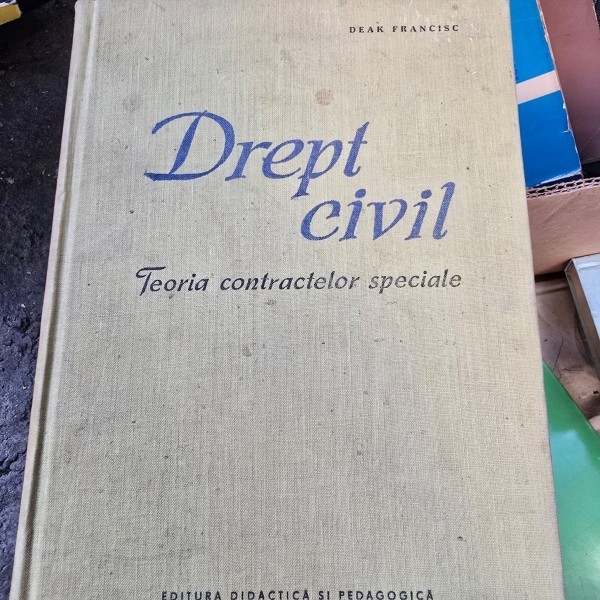 DEAK FRANCISC
Drept
civil
Teoria contractelor speciale
EDITURA DIDACTICĂ ȘI PEDAGOGICĂ